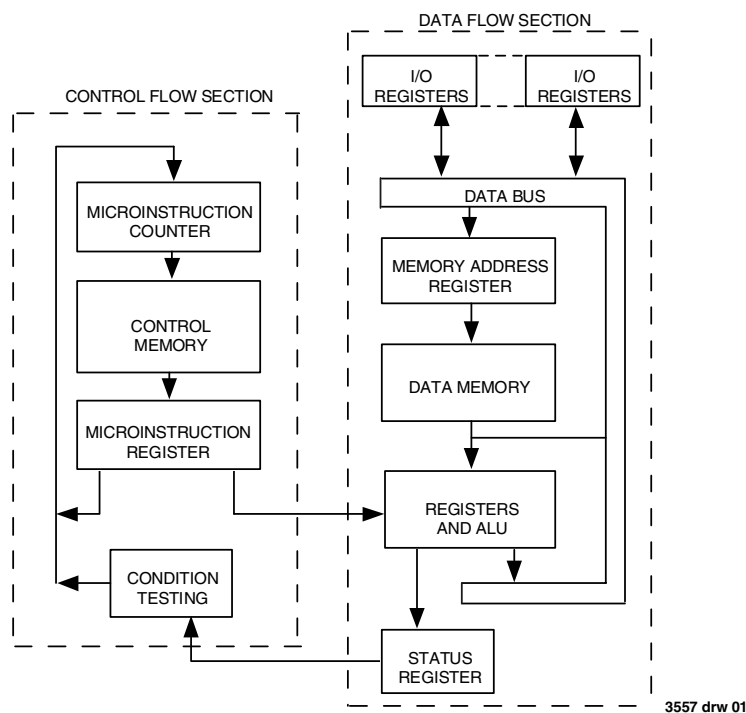 DATA FLOW SECTION
I/O
REGISTERS
I/O
REGISTERS
CONTROL FLOW SECTION
DATA BUS
MICROINSTRUCTION
COUNTER
MEMORY ADDRESS
REGISTER
CONTROL
MEMORY
DATA MEMORY
MICROINSTRUCTION
REGISTER
REGISTERS
AND ALU
CONDITION
TESTING
STATUS
REGISTER
3557 drw 01